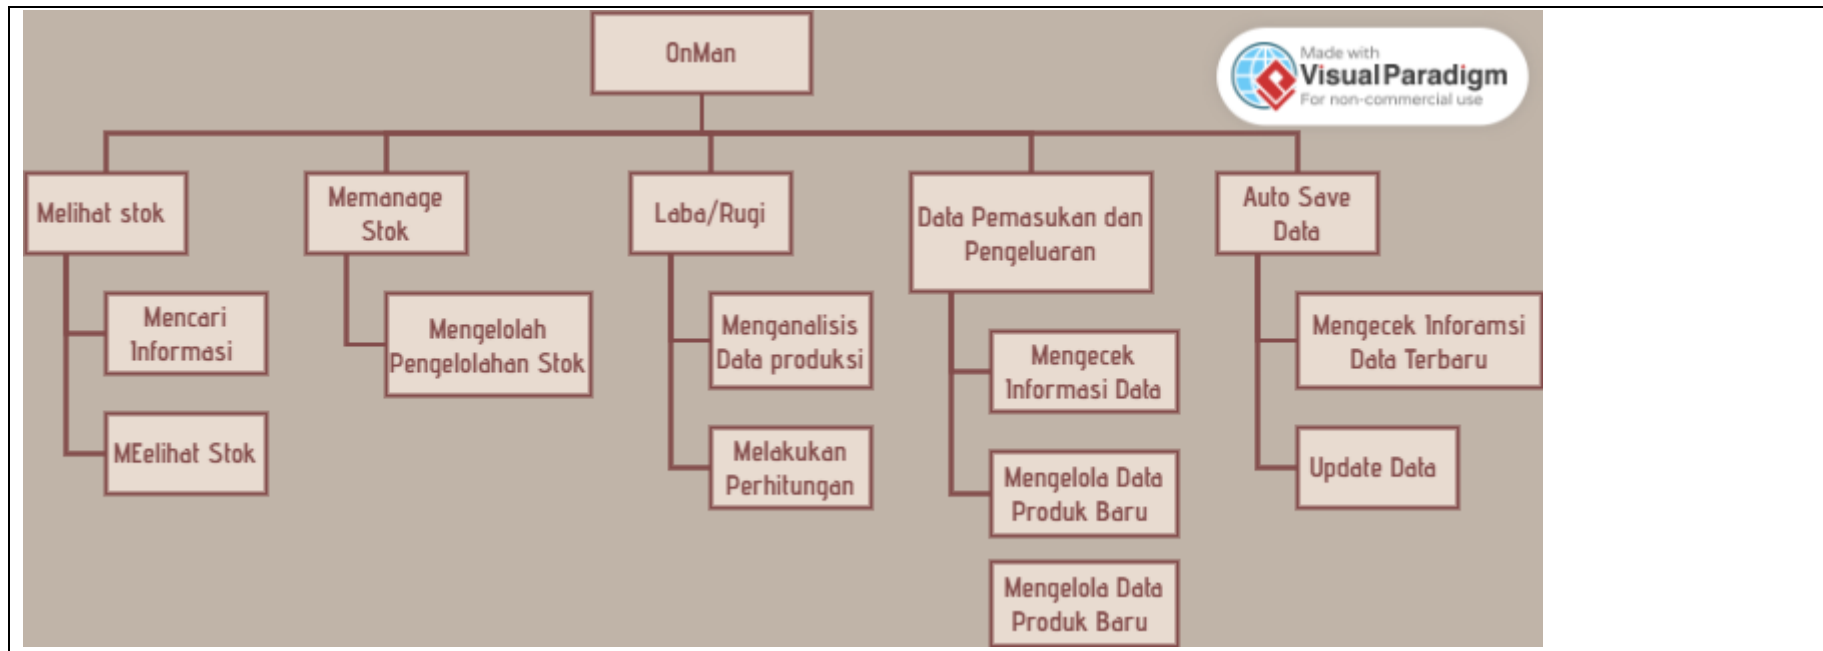 OnMan
Made with
Visual Paradigm
For non-commercial use
Melihat stok
Memanage
Stok
Laba/Rugi
Data Pemasukan dan
Pengeluaran
Auto Save
Data
Mencari
Informasi
MEelihat Stok
Mengelolah
Pengelolahan Stok
Menganalisis
Data produksi
Melakukan
Perhitungan
Mengecek
Informasi Data
Mengelola Data
Produk Baru
Mengelola Data
Produk Baru
Mengecek Inforamsi
Data Terbaru
Update Data